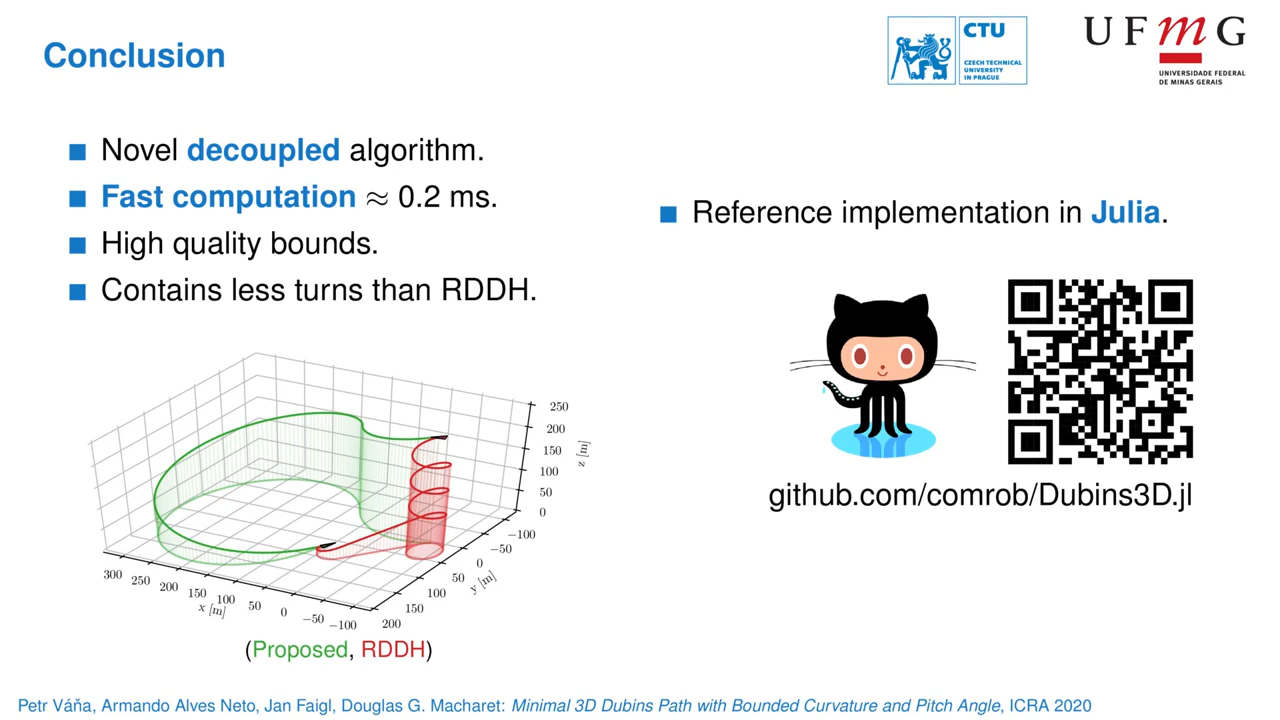 Conclusion
CTU
CZECH TECHNICAL
UNIVERSITY
IN PRAGUE
UFmG
UNIVERSIDADE FEDERAL
DE MINAS GERAIS
Novel decoupled algorithm.
Fast computation ≈ 0.2 ms.
High quality bounds.
Contains less turns than RDDH.
Reference implementation in Julia.
github.com/comrob/Dubins3D.jl
250
200
150
100
50
0
z [m]
−100
−50
0
50
100
150
200
y [m]
300
250
200
150
100
50
0
−50
−100
x [m]
(Proposed, RDDH)
Petr Váňa, Armando Alves Neto, Jan Faigl, Douglas G. Macharet: Minimal 3D Dubins Path with Bounded Curvature and Pitch Angle, ICRA 2020